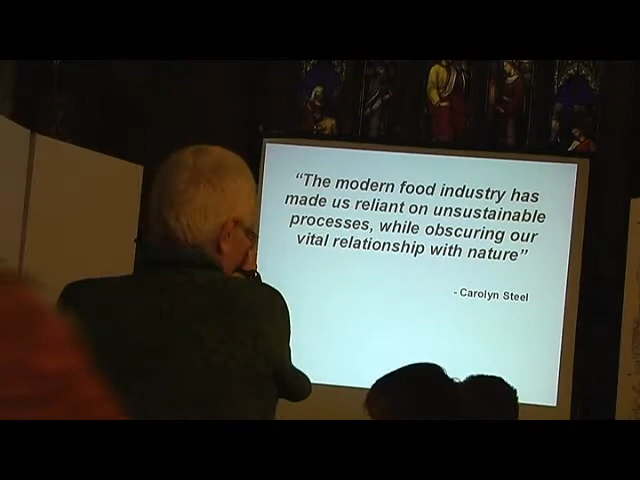 “The modern food industry has
made us reliant on unsustainable
processes, while obscuring our
vital relationship with nature”
- Carolyn Steel